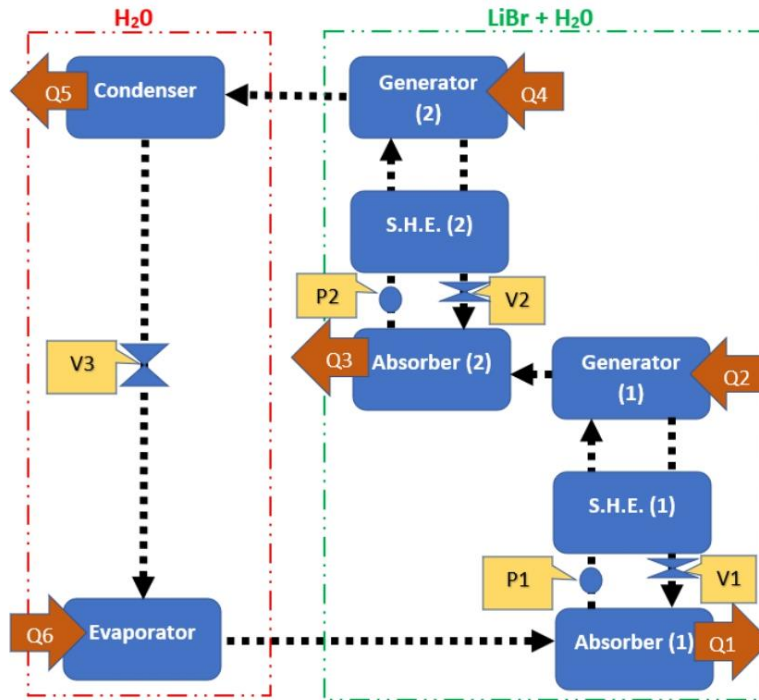 H₂0
LiBr + H₂0
Q5
Condenser
Generator
(2)
Q4
S.H.E. (2)
P2
V2
V3
Q3
Absorber (2)
Generator
(1)
Q2
S.H.E. (1)
P1
V1
Q6
Evaporator
Absorber (1)
Q1